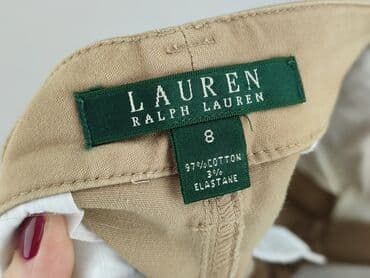 LAUREN
RALPH LAUREN
8
97% COTTON
3%
ELASTANE